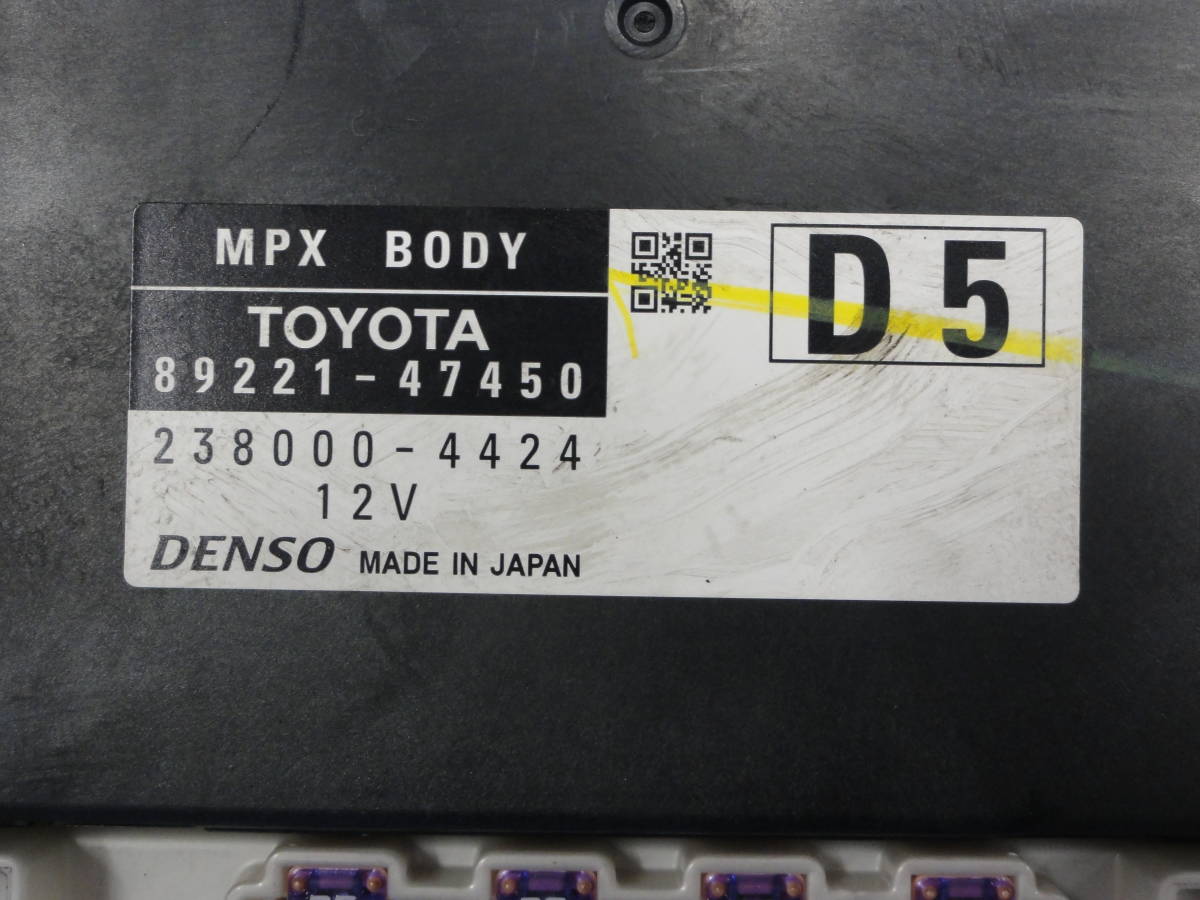 MPX BODY
TOYOTA
89221-47450
238000-4424
12V
DENSO MADE IN JAPAN
D5